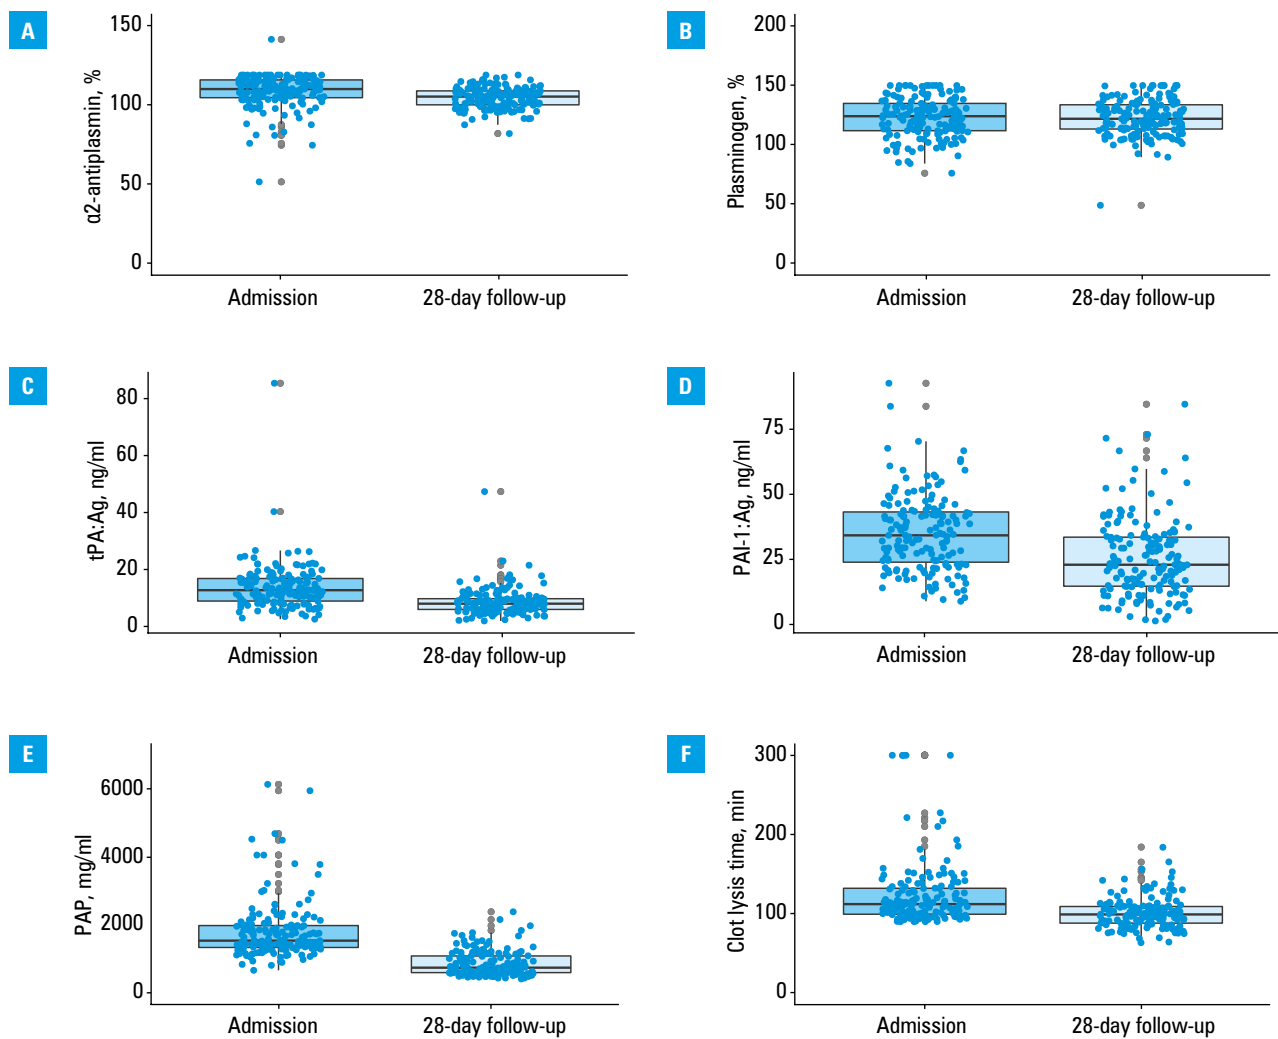 A
α2-antiplasmin, %
150
100
50
0
Admission
28-day follow-up
B
Plasminogen, %
200
150
100
50
0
Admission
28-day follow-up
C
tPA:Ag, ng/ml
80
60
40
20
0
Admission
28-day follow-up
D
PAI-1:Ag, ng/ml
75
50
25
0
Admission
28-day follow-up
E
PAP, mg/ml
6000
4000
2000
0
Admission
28-day follow-up
F
Clot lysis time, min
300
200
100
0
Admission
28-day follow-up